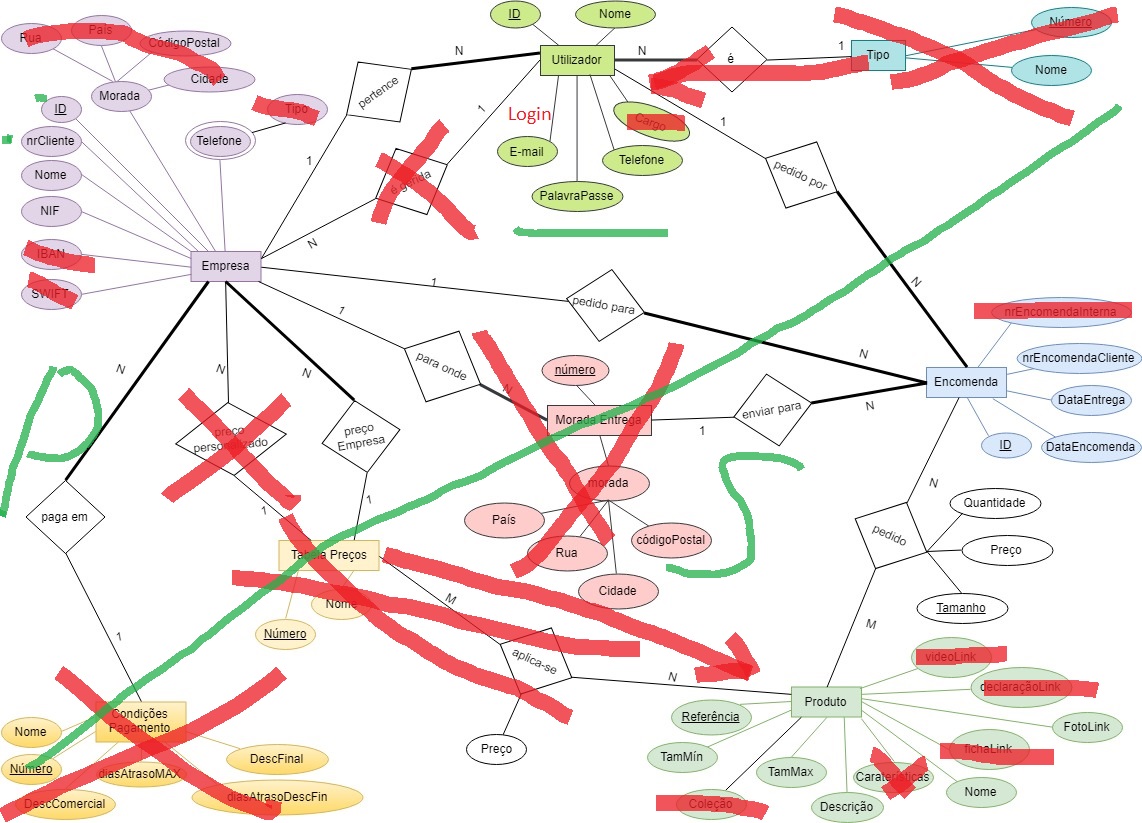 ID
Nome
Rua
País
CódigoPostal
Cidade
Morada
N
Utilizador
N
é
1
Tipo
Número
Nome
pertence
ID
Tipo
1
Login
Cargo
1
nrCliente
Telefone
E-mail
Telefone
pedido por
Nome
1
é gerida
PalavraPasse
NIF
N
IBAN
Empresa
SWIFT
1
pedido para
N
1
nrEncomendaInterna
para onde
N
nrEncomendaCliente
N
N
N
número
N
Encomenda
DataEntrega
N
Morada Entrega
1
enviar para
N
ID
DataEncomenda
preço
personalizado
preço
Empresa
P
S
morada
N
Quantidade
1
1
País
paga em
pedido
Preço
Rua
códigoPostal
Tabela Preços
Cidade
Tamanho
Nome
M
Número
1
M
aplica-se
N
videoLink
declaraçãoLink
Produto
Condições
Pagamento
Referência
FotoLink
Nome
Preço
fichaLink
DescFinal
TamMín
Número
diasAtrasoMAX
TamMax
Caraterísticas
Nome
DescComercial
diasAtrasoDescFin
Coleção
Descrição